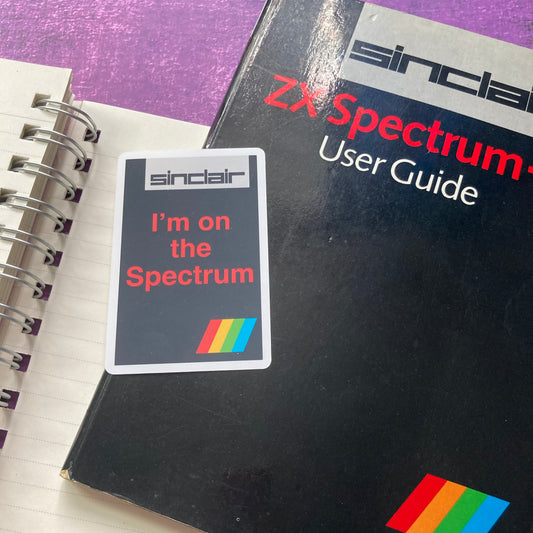 sinclair
ZX Spectrum+
User Guide
sinclair
I'm on
the
Spectrum